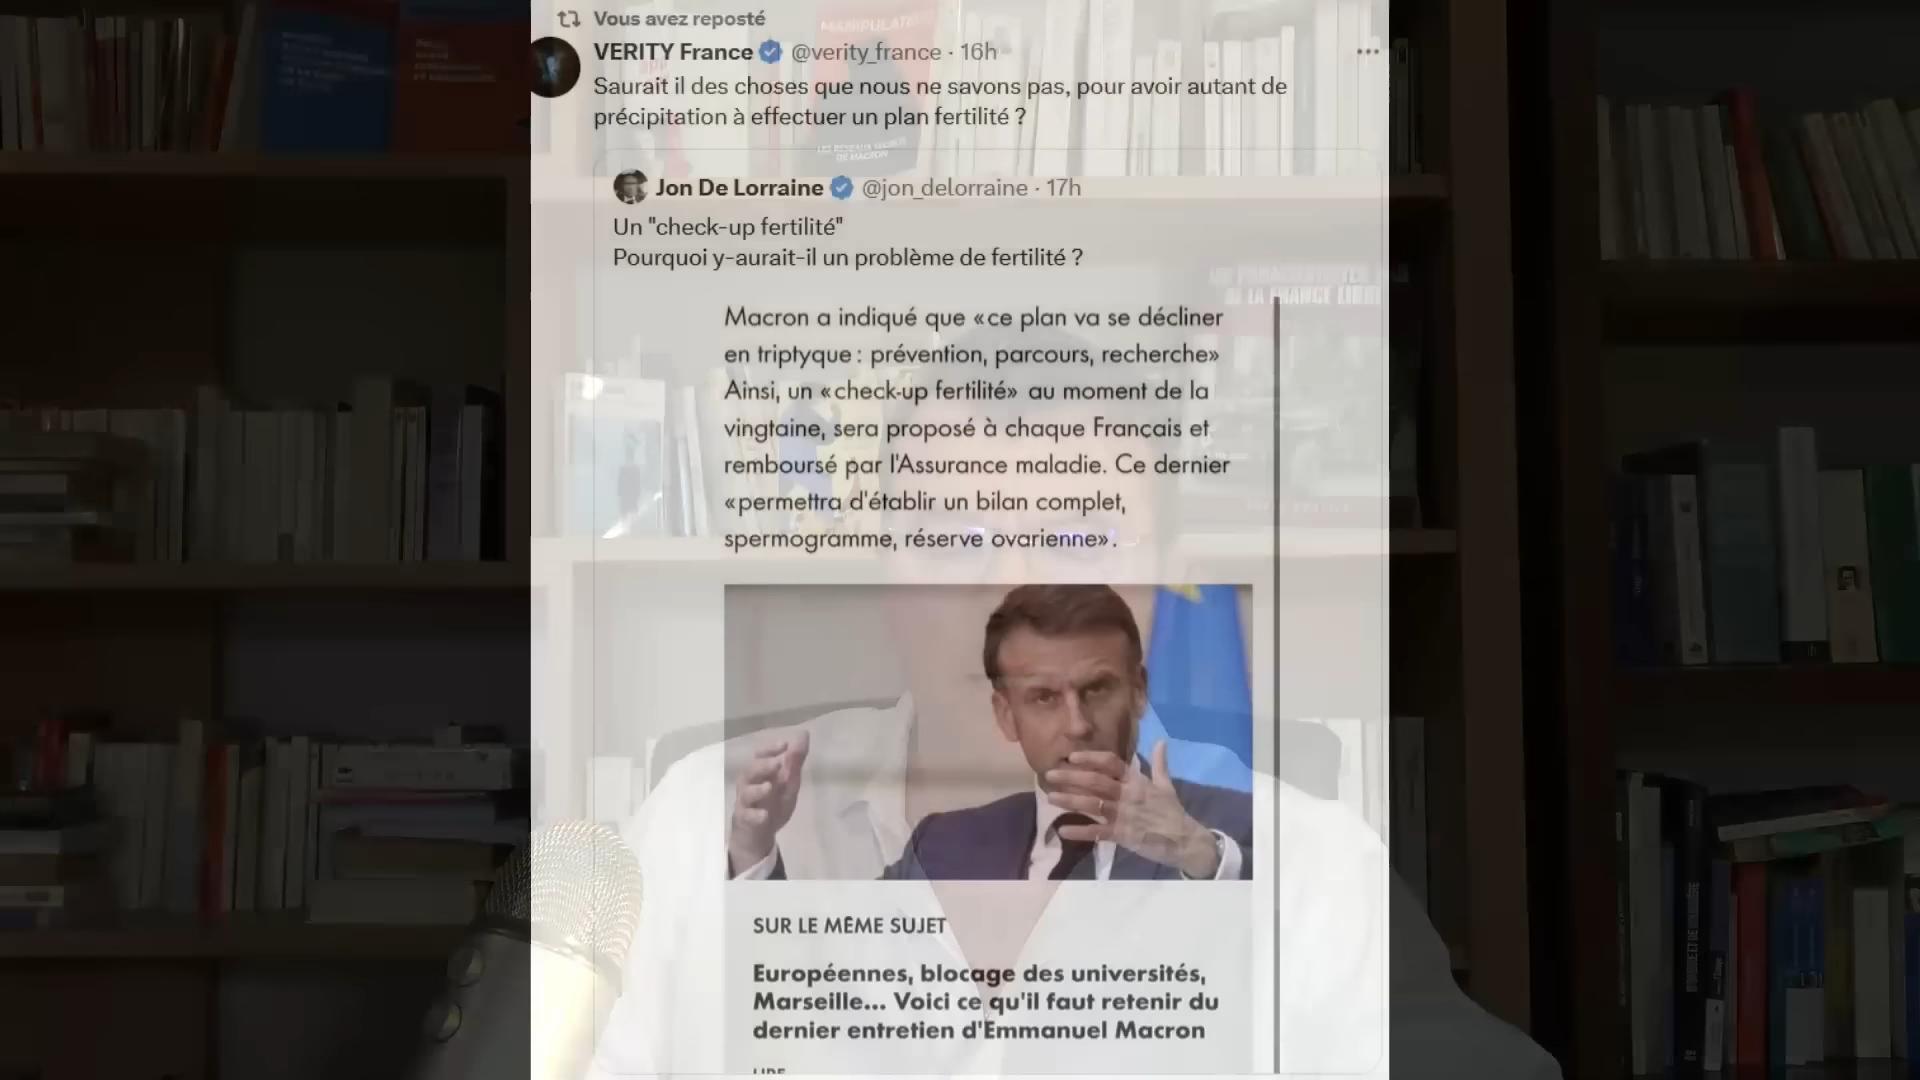 Vous avez reposté
VERITY France @verity_france · 16h
Saurait il des choses que nous ne savons pas, pour avoir autant de
précipitation à effectuer un plan fertilité ?
Jon De Lorraine @jon_delorraine · 17h
Un "check-up fertilité"
Pourquoi y-aurait-il un problème de fertilité ?
Macron a indiqué que «ce plan va se décliner
en triptyque : prévention, parcours, recherche»
Ainsi, un «check-up fertilité» au moment de la
vingtaine, sera proposé à chaque Français et
remboursé par l'Assurance maladie. Ce dernier
«permettra d'établir un bilan complet,
spermogramme, réserve ovarienne».
SUR LE MÊME SUJET
Européennes, blocage des universités,
Marseille... Voici ce qu'il faut retenir du
dernier entretien d'Emmanuel Macron
LIRE